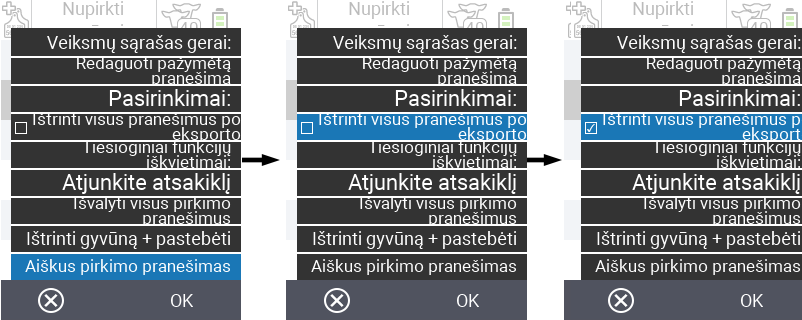 Nupirkti
Veiksmų sąrašas gerai:
Redaguoti pažymėtą
pranešimą
Pasirinkimai:
Ištrinti visus pranešimus po
eksporto
Tiesioginiai funkcijų
iškvietimai:
Atjunkite atsakiklį
Išvalyti visus pirkimo
pranešimus
Ištrinti gyvūną + pastebėti
Aiškus pirkimo pranešimas
OK
Nupirkti
Veiksmų sąrašas gerai:
Redaguoti pažymėtą
pranešimą
Pasirinkimai:
Ištrinti visus pranešimus po
eksporto
Tiesioginiai funkcijų
iškvietimai:
Atjunkite atsakiklį
Išvalyti visus pirkimo
pranešimus
Ištrinti gyvūną + pastebėti
Aiškus pirkimo pranešimas
OK
Nupirkti
Veiksmų sąrašas gerai:
Redaguoti pažymėtą
pranešimą
Pasirinkimai:
Ištrinti visus pranešimus p
eksport
Tiesioginiai funkcijų
iškvietimai:
Atjunkite atsakiklį
Išvalyti visus pirkimo
pranešimus
Ištrinti gyvūną + pastebėti
Aiškus pirkimo pranešimas
OK